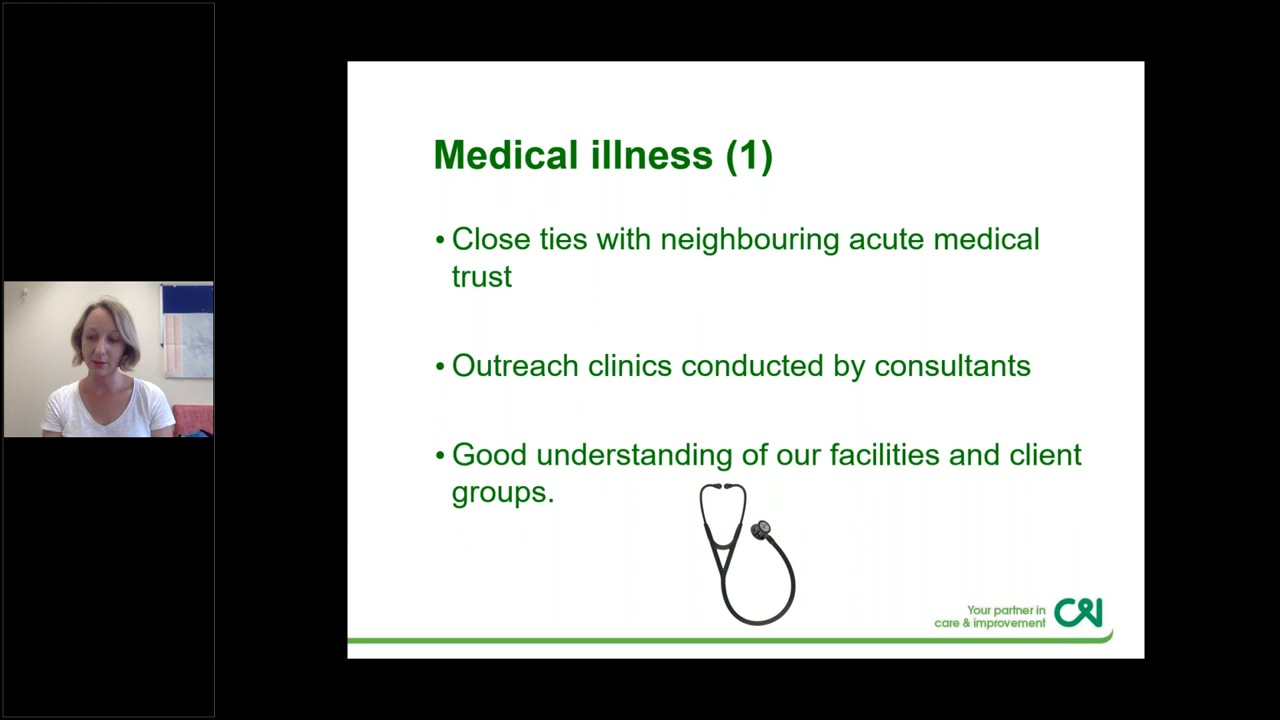 Medical illness (1)
• Close ties with neighbouring acute medical
trust
• Outreach clinics conducted by consultants
• Good understanding of our facilities and client
groups.
Your partner in
care & improvement
C&I